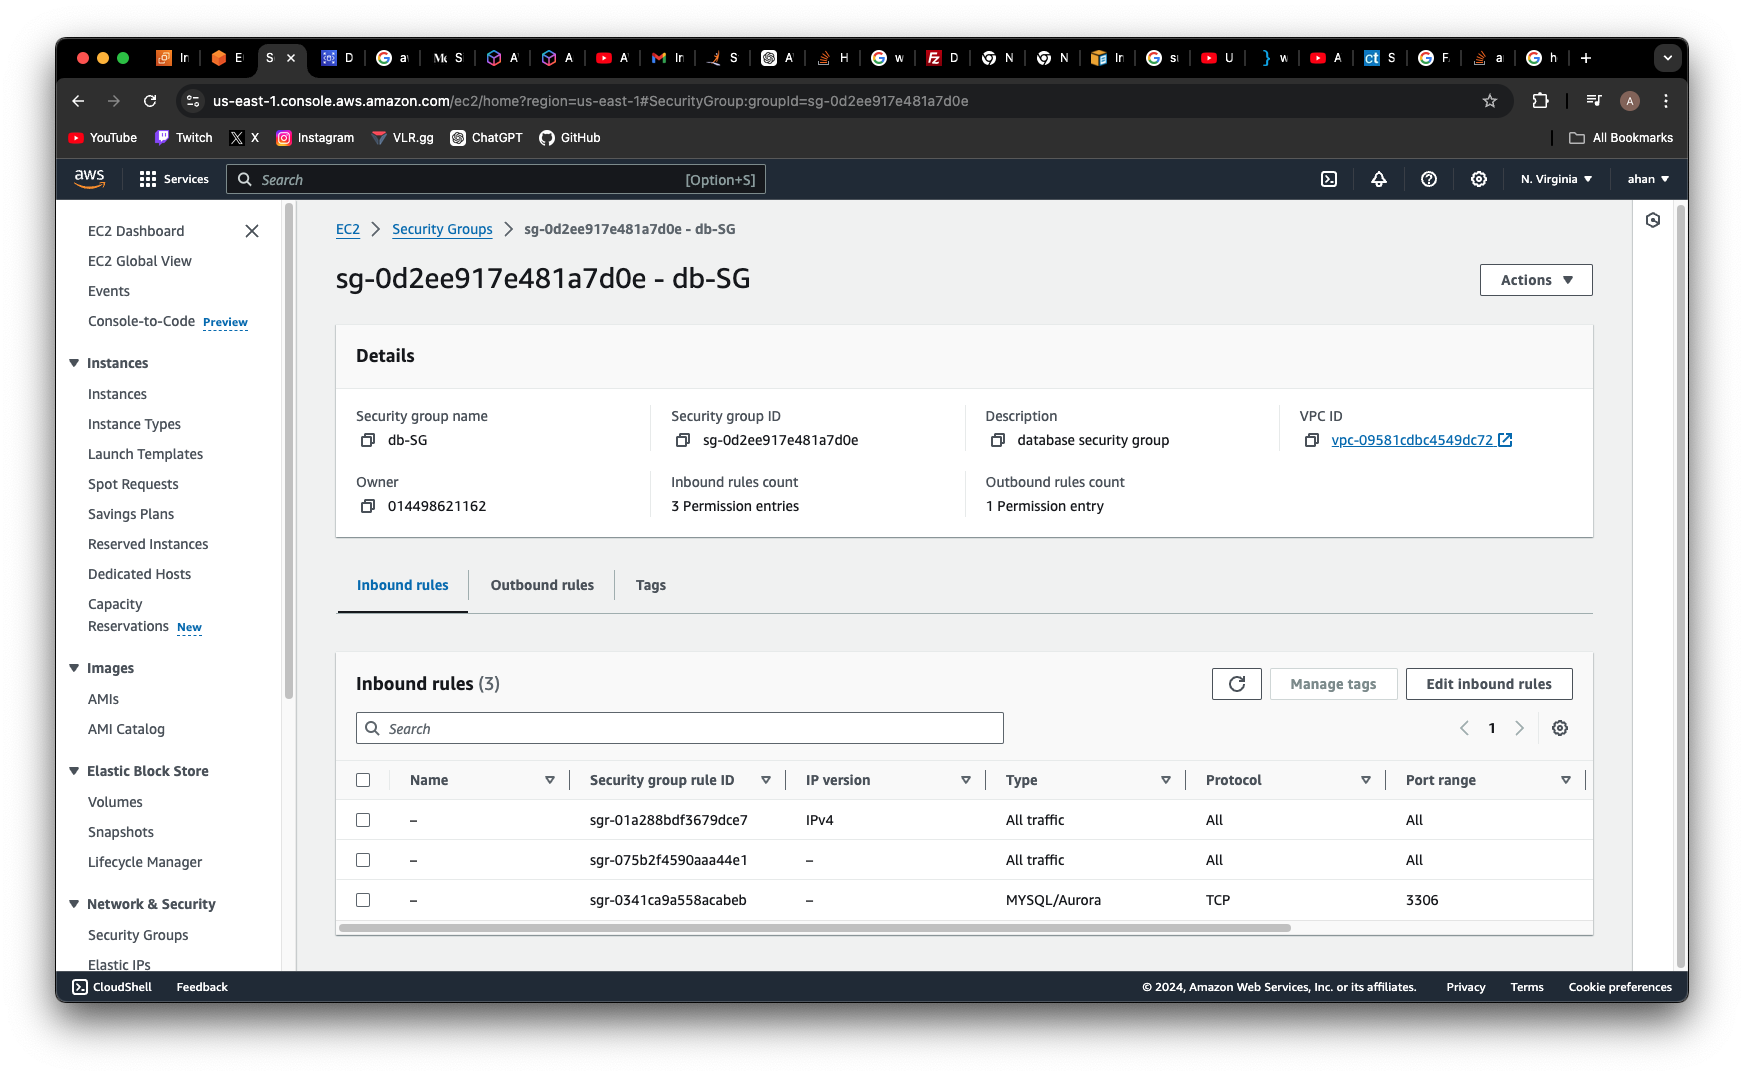 In
E
S
D
a
M S
A
A
A
In
S
A
H
w
D
N
N
In
s
U
w
A
S
F
a
h
us-east-1.console.aws.amazon.com/ec2/home?region=us-east-1#SecurityGroup:groupId=sg-0d2ee917e481a7d0e
A
YouTube
Twitch
X
Instagram
VLR.gg
ChatGPT
GitHub
All Bookmarks
aws
Services
Search
[Option+S]
N. Virginia
ahan
EC2 Dashboard
EC2 Global View
Events
Console-to-Code Preview
Instances
Instances
Instance Types
Launch Templates
Spot Requests
Savings Plans
Reserved Instances
Dedicated Hosts
Capacity
Reservations New
Images
AMIs
AMI Catalog
Elastic Block Store
Volumes
Snapshots
Lifecycle Manager
Network & Security
Security Groups
Elastic IPs
EC2 > Security Groups > sg-0d2ee917e481a7d0e - db-SG
sg-0d2ee917e481a7d0e - db-SG
Actions
Details
Security group name
db-SG
Security group ID
sg-0d2ee917e481a7d0e
Description
database security group
VPC ID
vpc-09581cdbc4549dc72
Owner
014498621162
Inbound rules count
3 Permission entries
Outbound rules count
1 Permission entry
Inbound rules
Outbound rules
Tags
Inbound rules (3)
Manage tags
Edit inbound rules
Search
1
Name Security group rule ID IP version Type Protocol Port range
– sgr-01a288bdf3679dce7 IPv4 All traffic All All
– sgr-075b2f4590aaa44e1 – All traffic All All
– sgr-0341ca9a558acabeb – MYSQL/Aurora TCP 3306
CloudShell
Feedback
© 2024, Amazon Web Services, Inc. or its affiliates.
Privacy
Terms
Cookie preferences